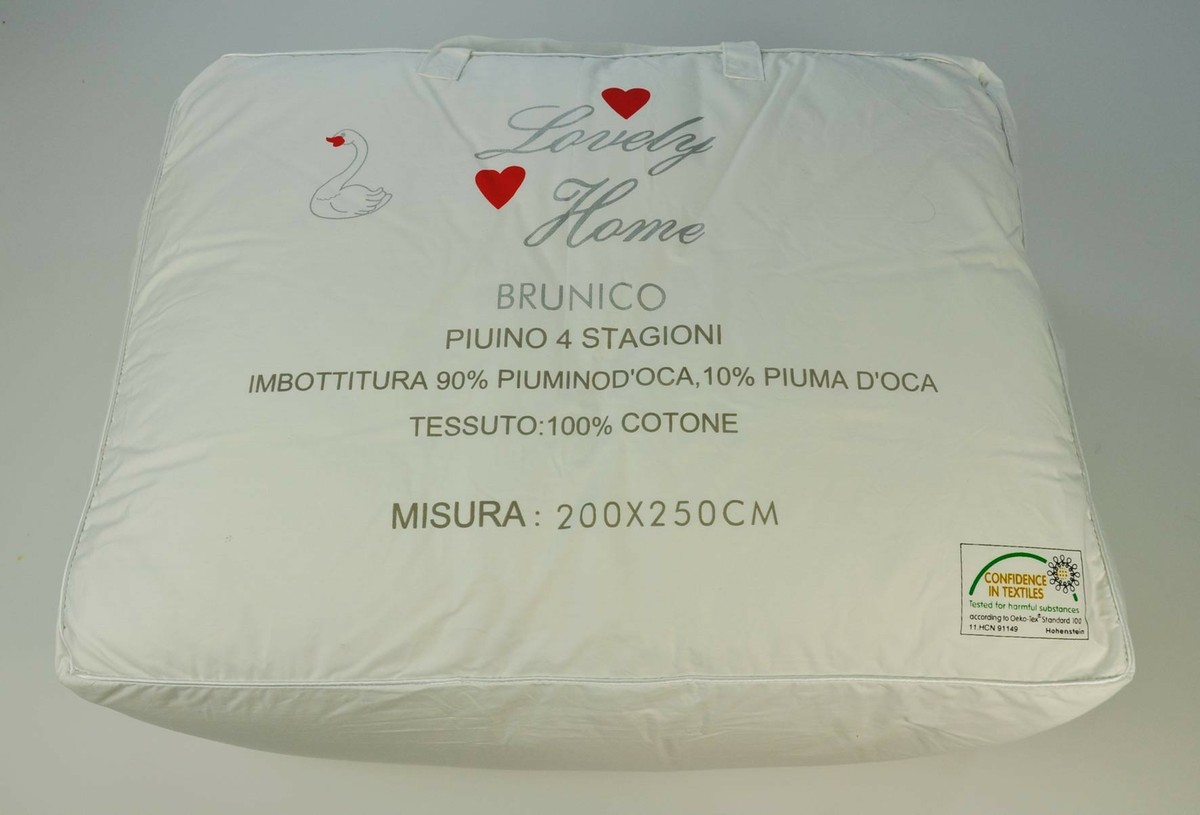 Lovely
Home
BRUNICO
PIUINO 4 STAGIONI
IMBOTTITURA 90% PIUMINOD'OCA,10% PIUMA D'OCA
TESSUTO:100% COTONE
MISURA: 200X250CM
CONFIDENCE
IN TEXTILES
Tested for harmful substances
according to Oeko-Tex® Standard 100
11.HCN 91149 Hohenstein